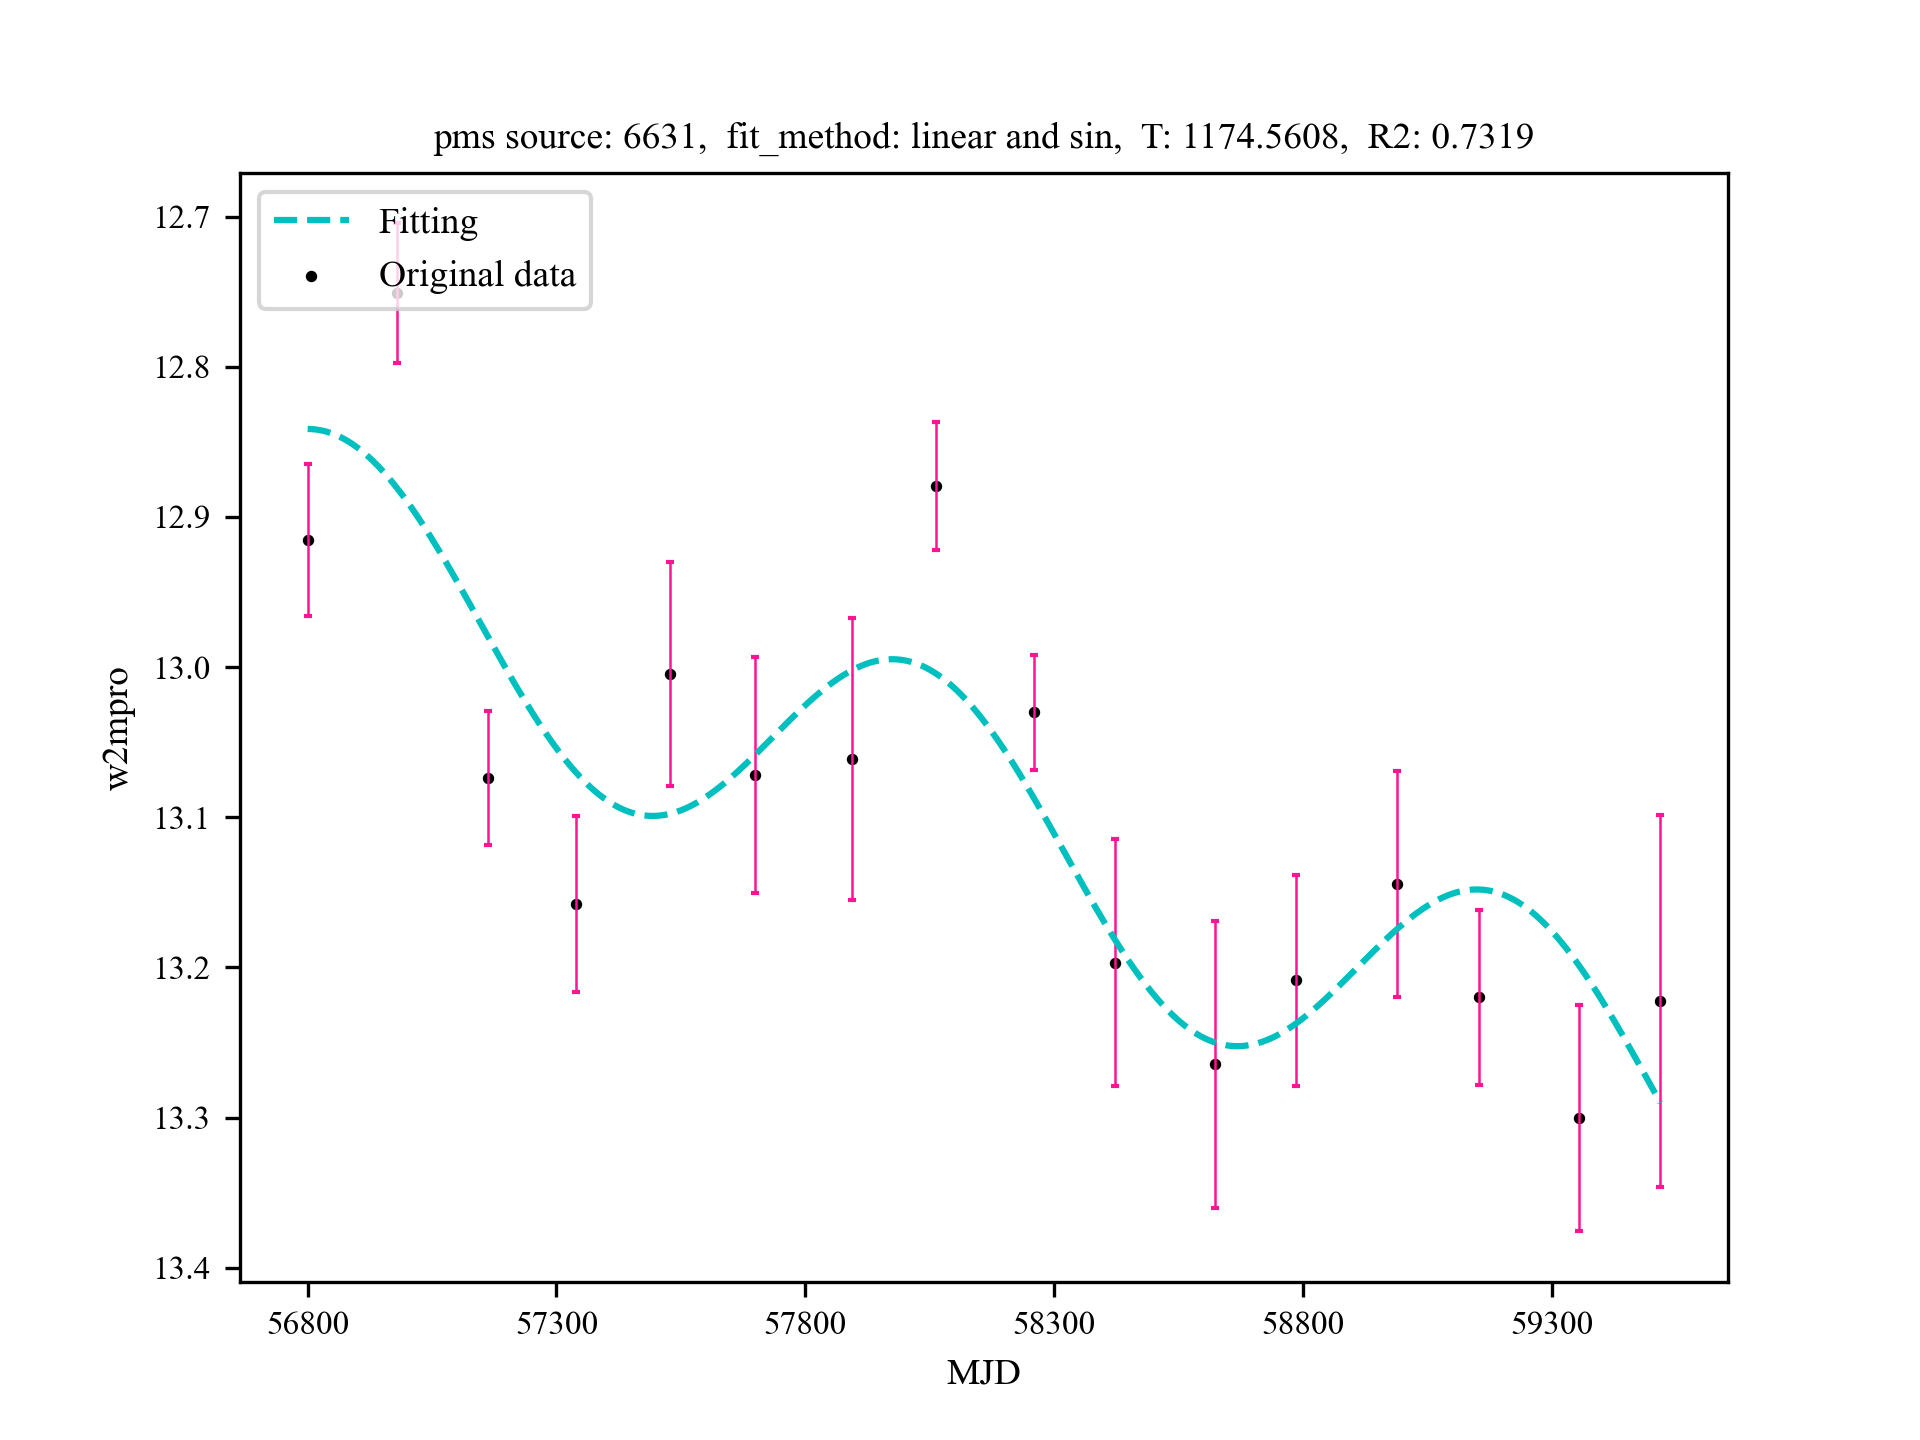 pms source: 6631,  fit_method: linear and sin,  T: 1174.5608,  R2: 0.7319
Fitting
Original data
12.7
12.8
12.9
13.0
13.1
13.2
13.3
13.4
w2mpro
56800
57300
57800
58300
58800
59300
MJD